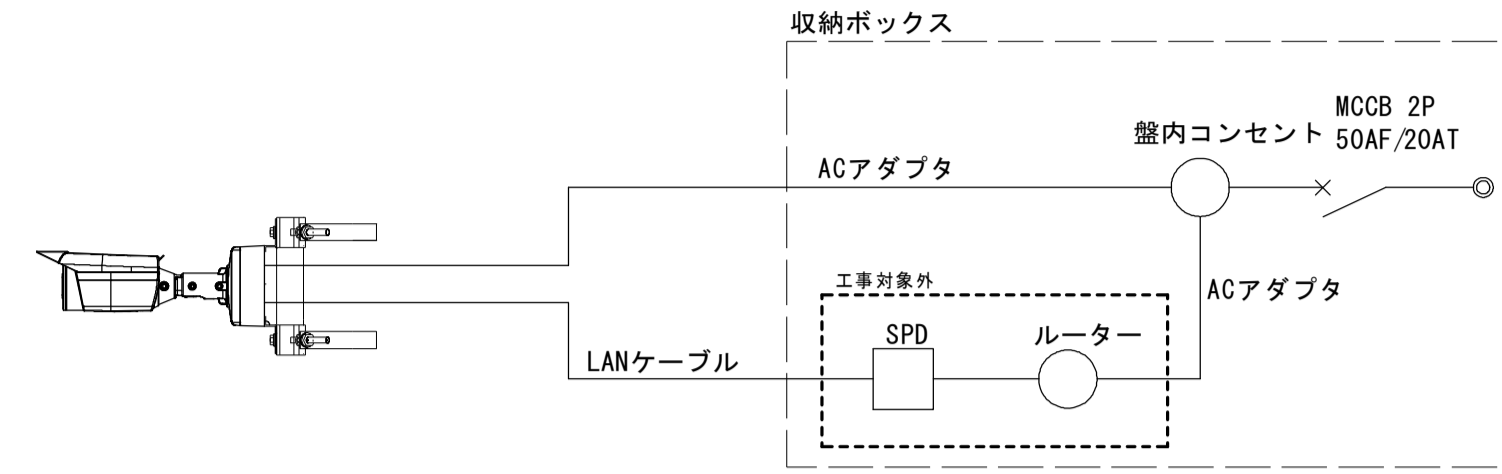 収納ボックス
MCCB 2P
盤内コンセント
50AF/20AT
ACアダプタ
工事対象外
ACアダプタ
SPD
ルーター
LANケーブル